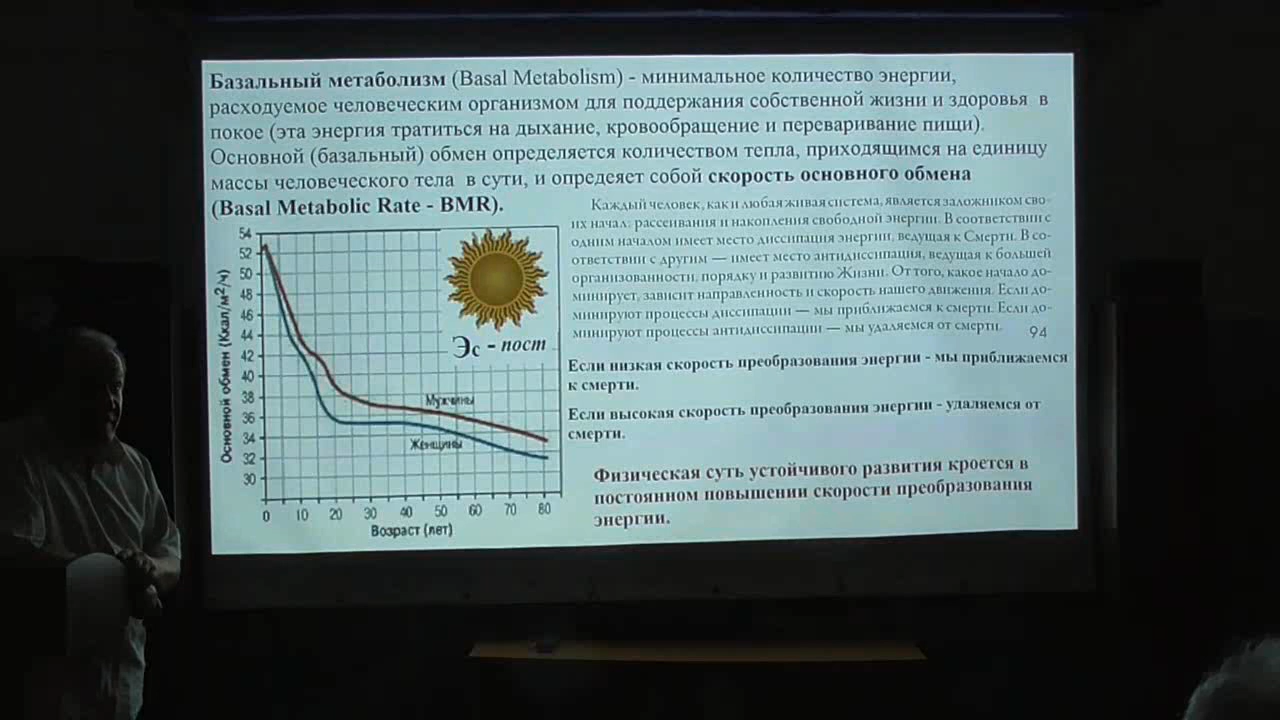 Базальный метаболизм (Basal Metabolism) - минимальное количество энергии,
расходуемое человеческим организмом для поддержания собственной жизни и здоровья в
покое (эта энергия тратиться на дыхание, кровообращение и переваривание пищи).
Основной (базальный) обмен определяется количеством тепла, приходящимся на единицу
массы человеческого тела в сути, и опредеяет собой скорость основного обмена
(Basal Metabolic Rate - BMR).
Основной обмен (Ккал/м2/ч)
54
52
50
48
46
44
42
40
38
36
34
32
30
Эс - пост
Мужчины
Женщины
0 10 20 30 40 50 60 70 80
Возраст (лет)
Каждый человек, как и любая живая система, является заложником сво-
их начал: рассеивания и накопления свободной энергии. В соответствии с
одним началом имеет место диссипация энергии, ведущая к Смерти. В со-
ответствии с другим — имеет место антидиссипация, ведущая к большей
организованности, порядку и развитию Жизни. От того, какое начало до-
минирует, зависит направленность и скорость нашего движения. Если до-
минируют процессы диссипации — мы приближаемся к смерти. Если до-
минируют процессы антидиссипации — мы удаляемся от смерти.
94
Если низкая скорость преобразования энергии - мы приближаемся
к смерти.
Если высокая скорость преобразования энергии - удаляемся от
смерти.
Физическая суть устойчивого развития кроется в
постоянном повышении скорости преобразования
энергии.